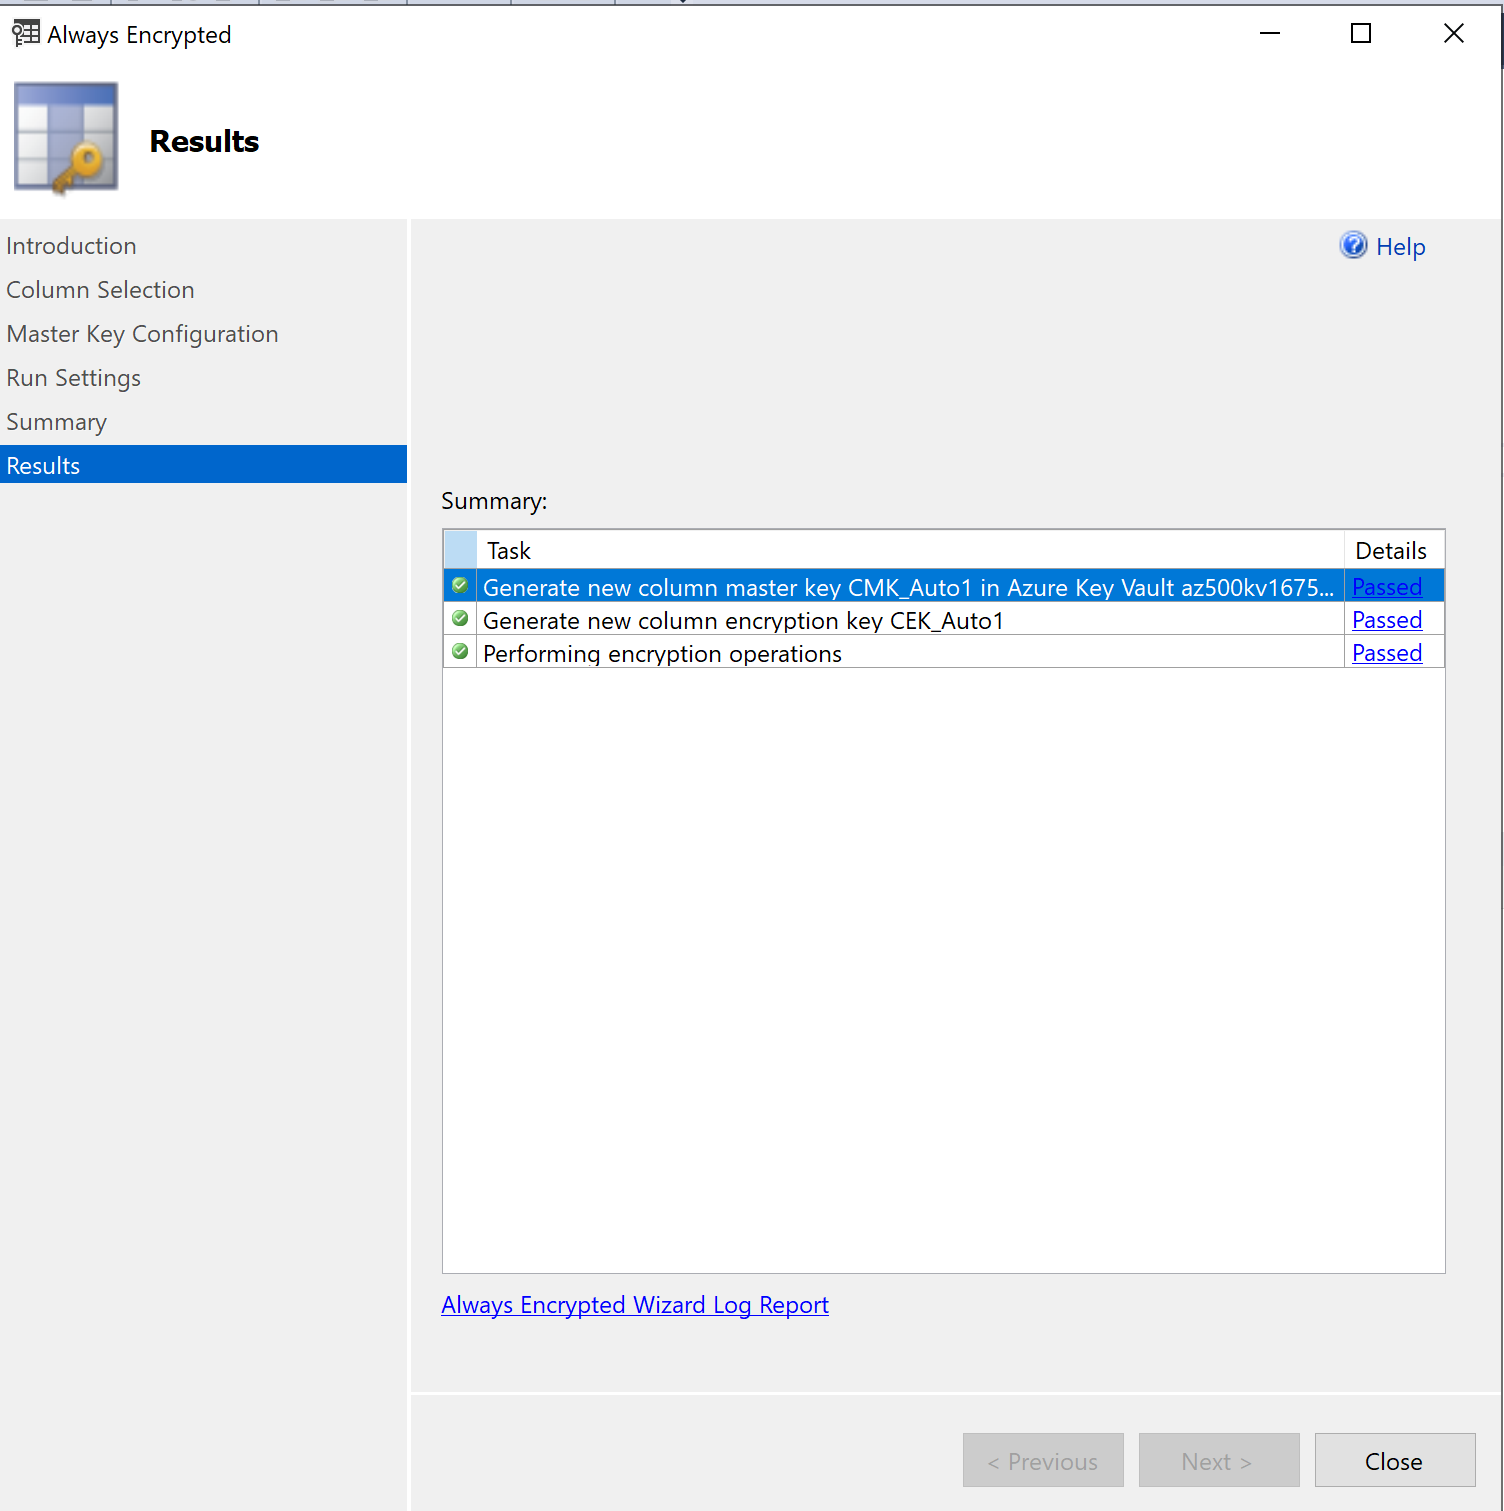 Always Encrypted
Results
Introduction
Column Selection
Master Key Configuration
Run Settings
Summary
Results
Help
Summary:
Task Details
Generate new column master key CMK_Auto1 in Azure Key Vault az500kv1675... Passed
Generate new column encryption key CEK_Auto1 Passed
Performing encryption operations Passed
Always Encrypted Wizard Log Report
< Previous Next > Close